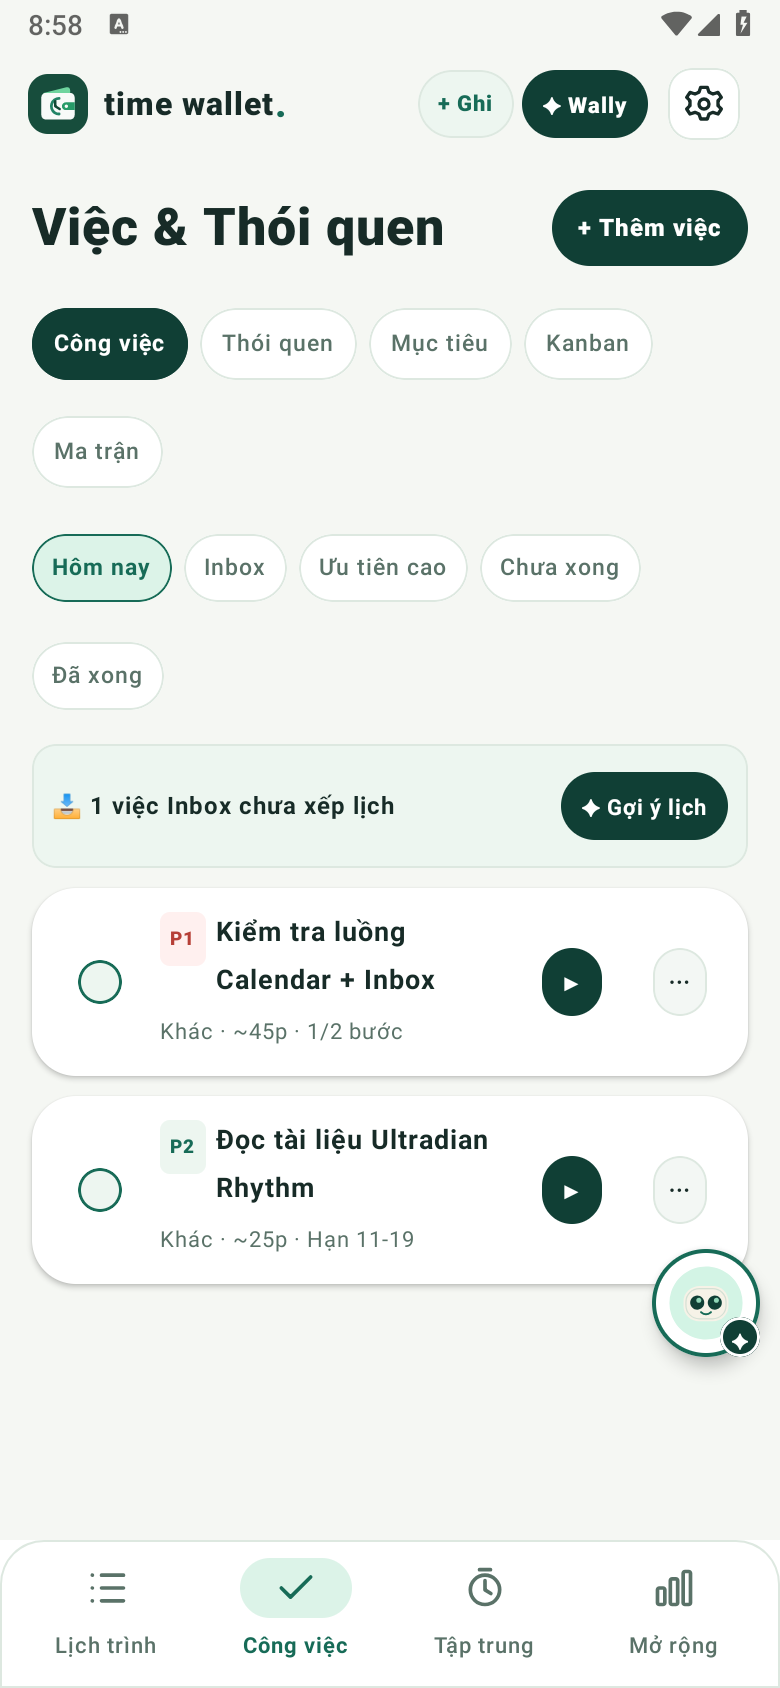 8:58
time wallet.
+ Ghi
✦ Wally
Việc & Thói quen
+ Thêm việc
Công việc
Thói quen
Mục tiêu
Kanban
Ma trận
Hôm nay
Inbox
Ưu tiên cao
Chưa xong
Đã xong
1 việc Inbox chưa xếp lịch
✦ Gợi ý lịch
P1 Kiểm tra luồng
Calendar + Inbox
Khác · ~45p · 1/2 bước
P2 Đọc tài liệu Ultradian
Rhythm
Khác · ~25p · Hạn 11-19
Lịch trình
Công việc
Tập trung
Mở rộng